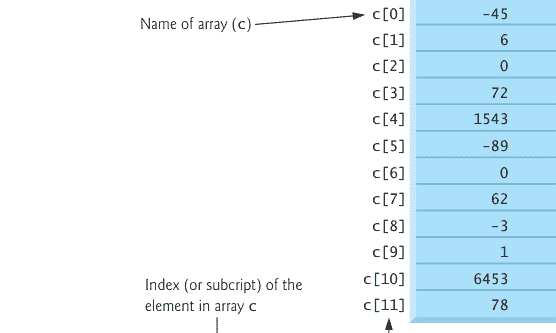 Name of array (c)
c[0] -45
c[1] 6
c[2] 0
c[3] 72
c[4] 1543
c[5] -89
c[6] 0
c[7] 62
c[8] -3
c[9] 1
Index (or subscript) of the
c[10] 6453
element in array c
c[11] 78